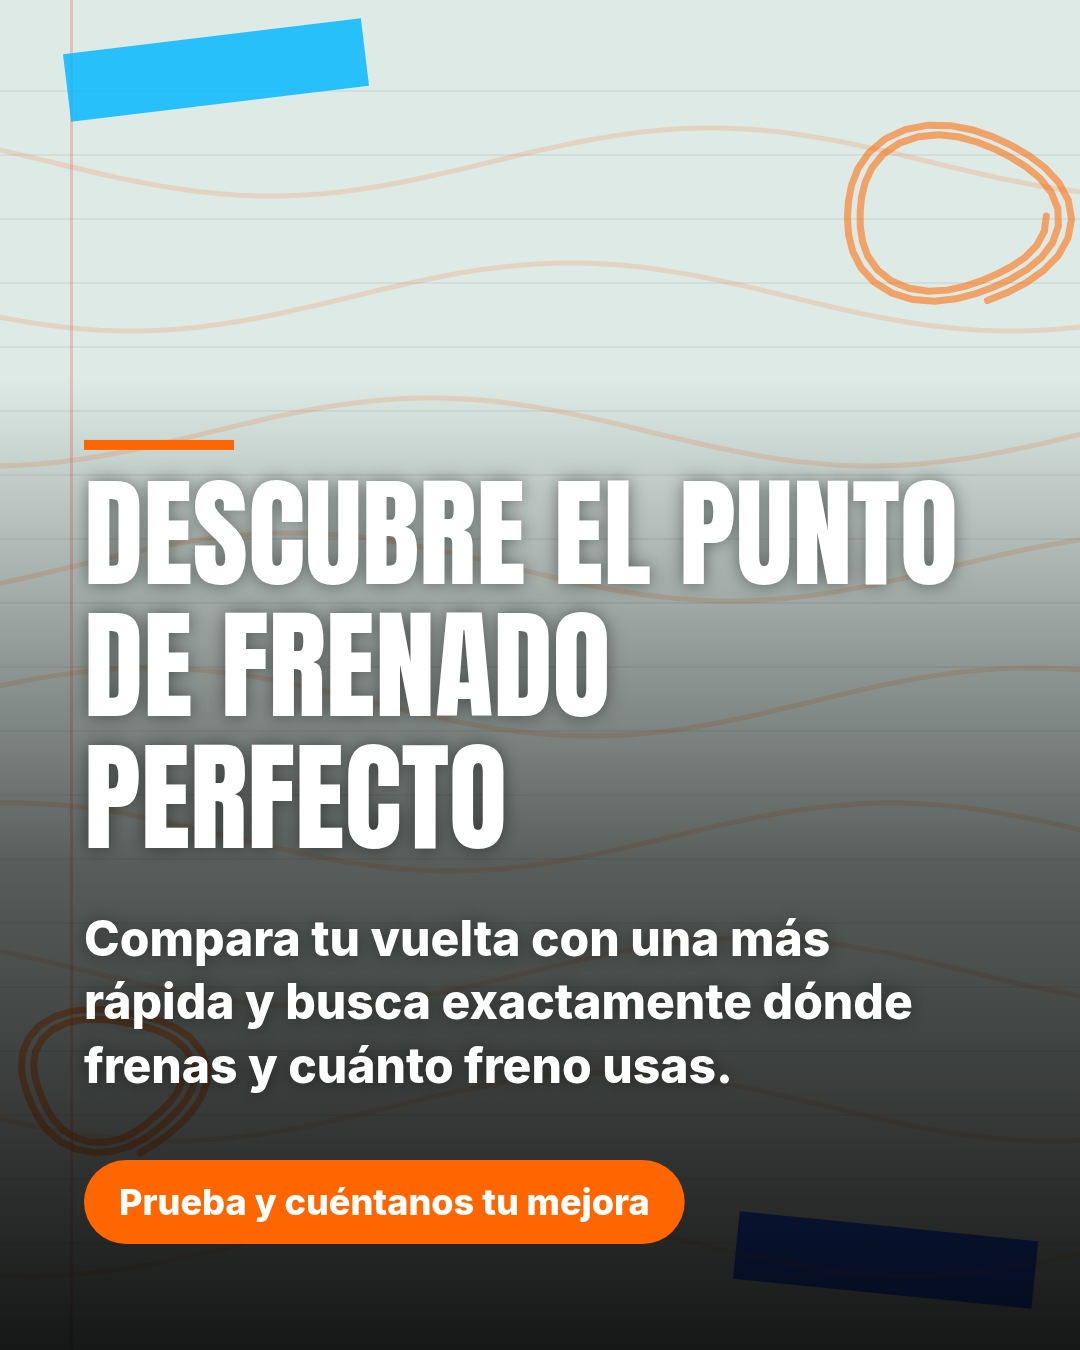 DESCUBRE EL PUNTO
DE FRENADO
PERFECTO
Compara tu vuelta con una más
rápida y busca exactamente dónde
frenas y cuánto freno usas.
Prueba y cuéntanos tu mejora